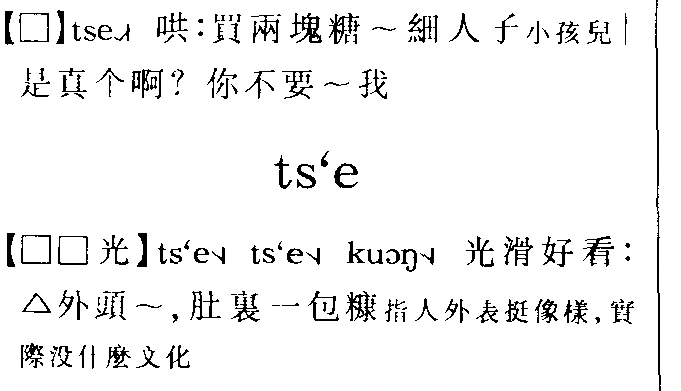 【□】tse˩˧ 哄：買兩塊糖～細人子小孩兒｜
是真个啊？你不要～我
ts‘e
【□□光】ts‘e˧˩ ts‘e˧˩ kuɔŋ˧˩ 光滑好看：
△外頭～，肚裏一包糠指人外表挺像樣，實
際没什麼文化